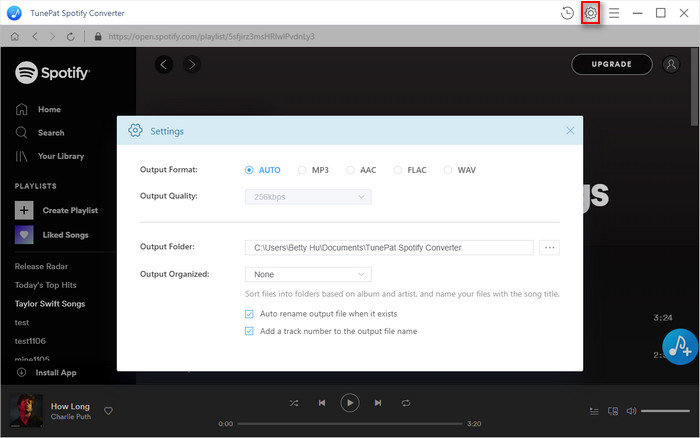 TunePat Spotify Converter
https://open.spotify.com/playlist/5sfjirz3msHRlwlPvdnLy3
Spotify
UPGRADE
Home
Search
Your Library
PLAYLISTS
Create Playlist
Liked Songs
Release Radar
Today's Top Hits
Taylor Swift Songs
test
test1106
mine1105
Install App
Settings
Output Format:
AUTO
MP3
AAC
FLAC
WAV
Output Quality:
256kbps
Output Folder:
C:\Users\Betty Hu\Documents\TunePat Spotify Converter
...
Output Organized:
None
Sort files into folders based on album and artist, and name your files with the song title.
Auto rename output file when it exists
Add a track number to the output file name
gs
3:24
How Long
Charlie Puth
0:00
3:20